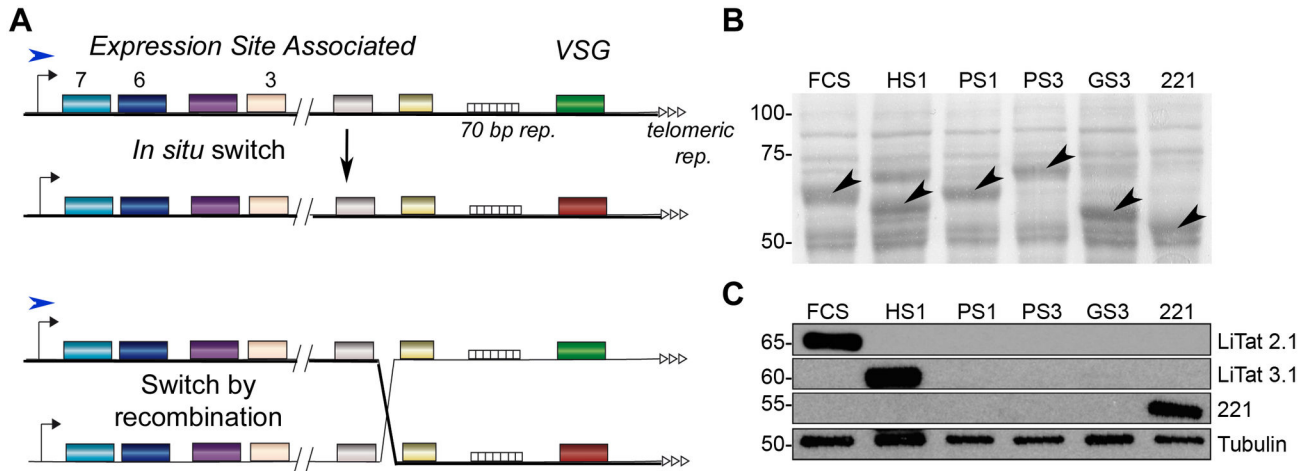 A
Expression Site Associated
VSG
7 6 3
70 bp rep.
telomeric
rep.
In situ switch
Switch by
recombination
B
FCS HS1 PS1 PS3 GS3 221
100-
75-
50-
C
FCS HS1 PS1 PS3 GS3 221
65- LiTat 2.1
60- LiTat 3.1
55- 221
50- Tubulin